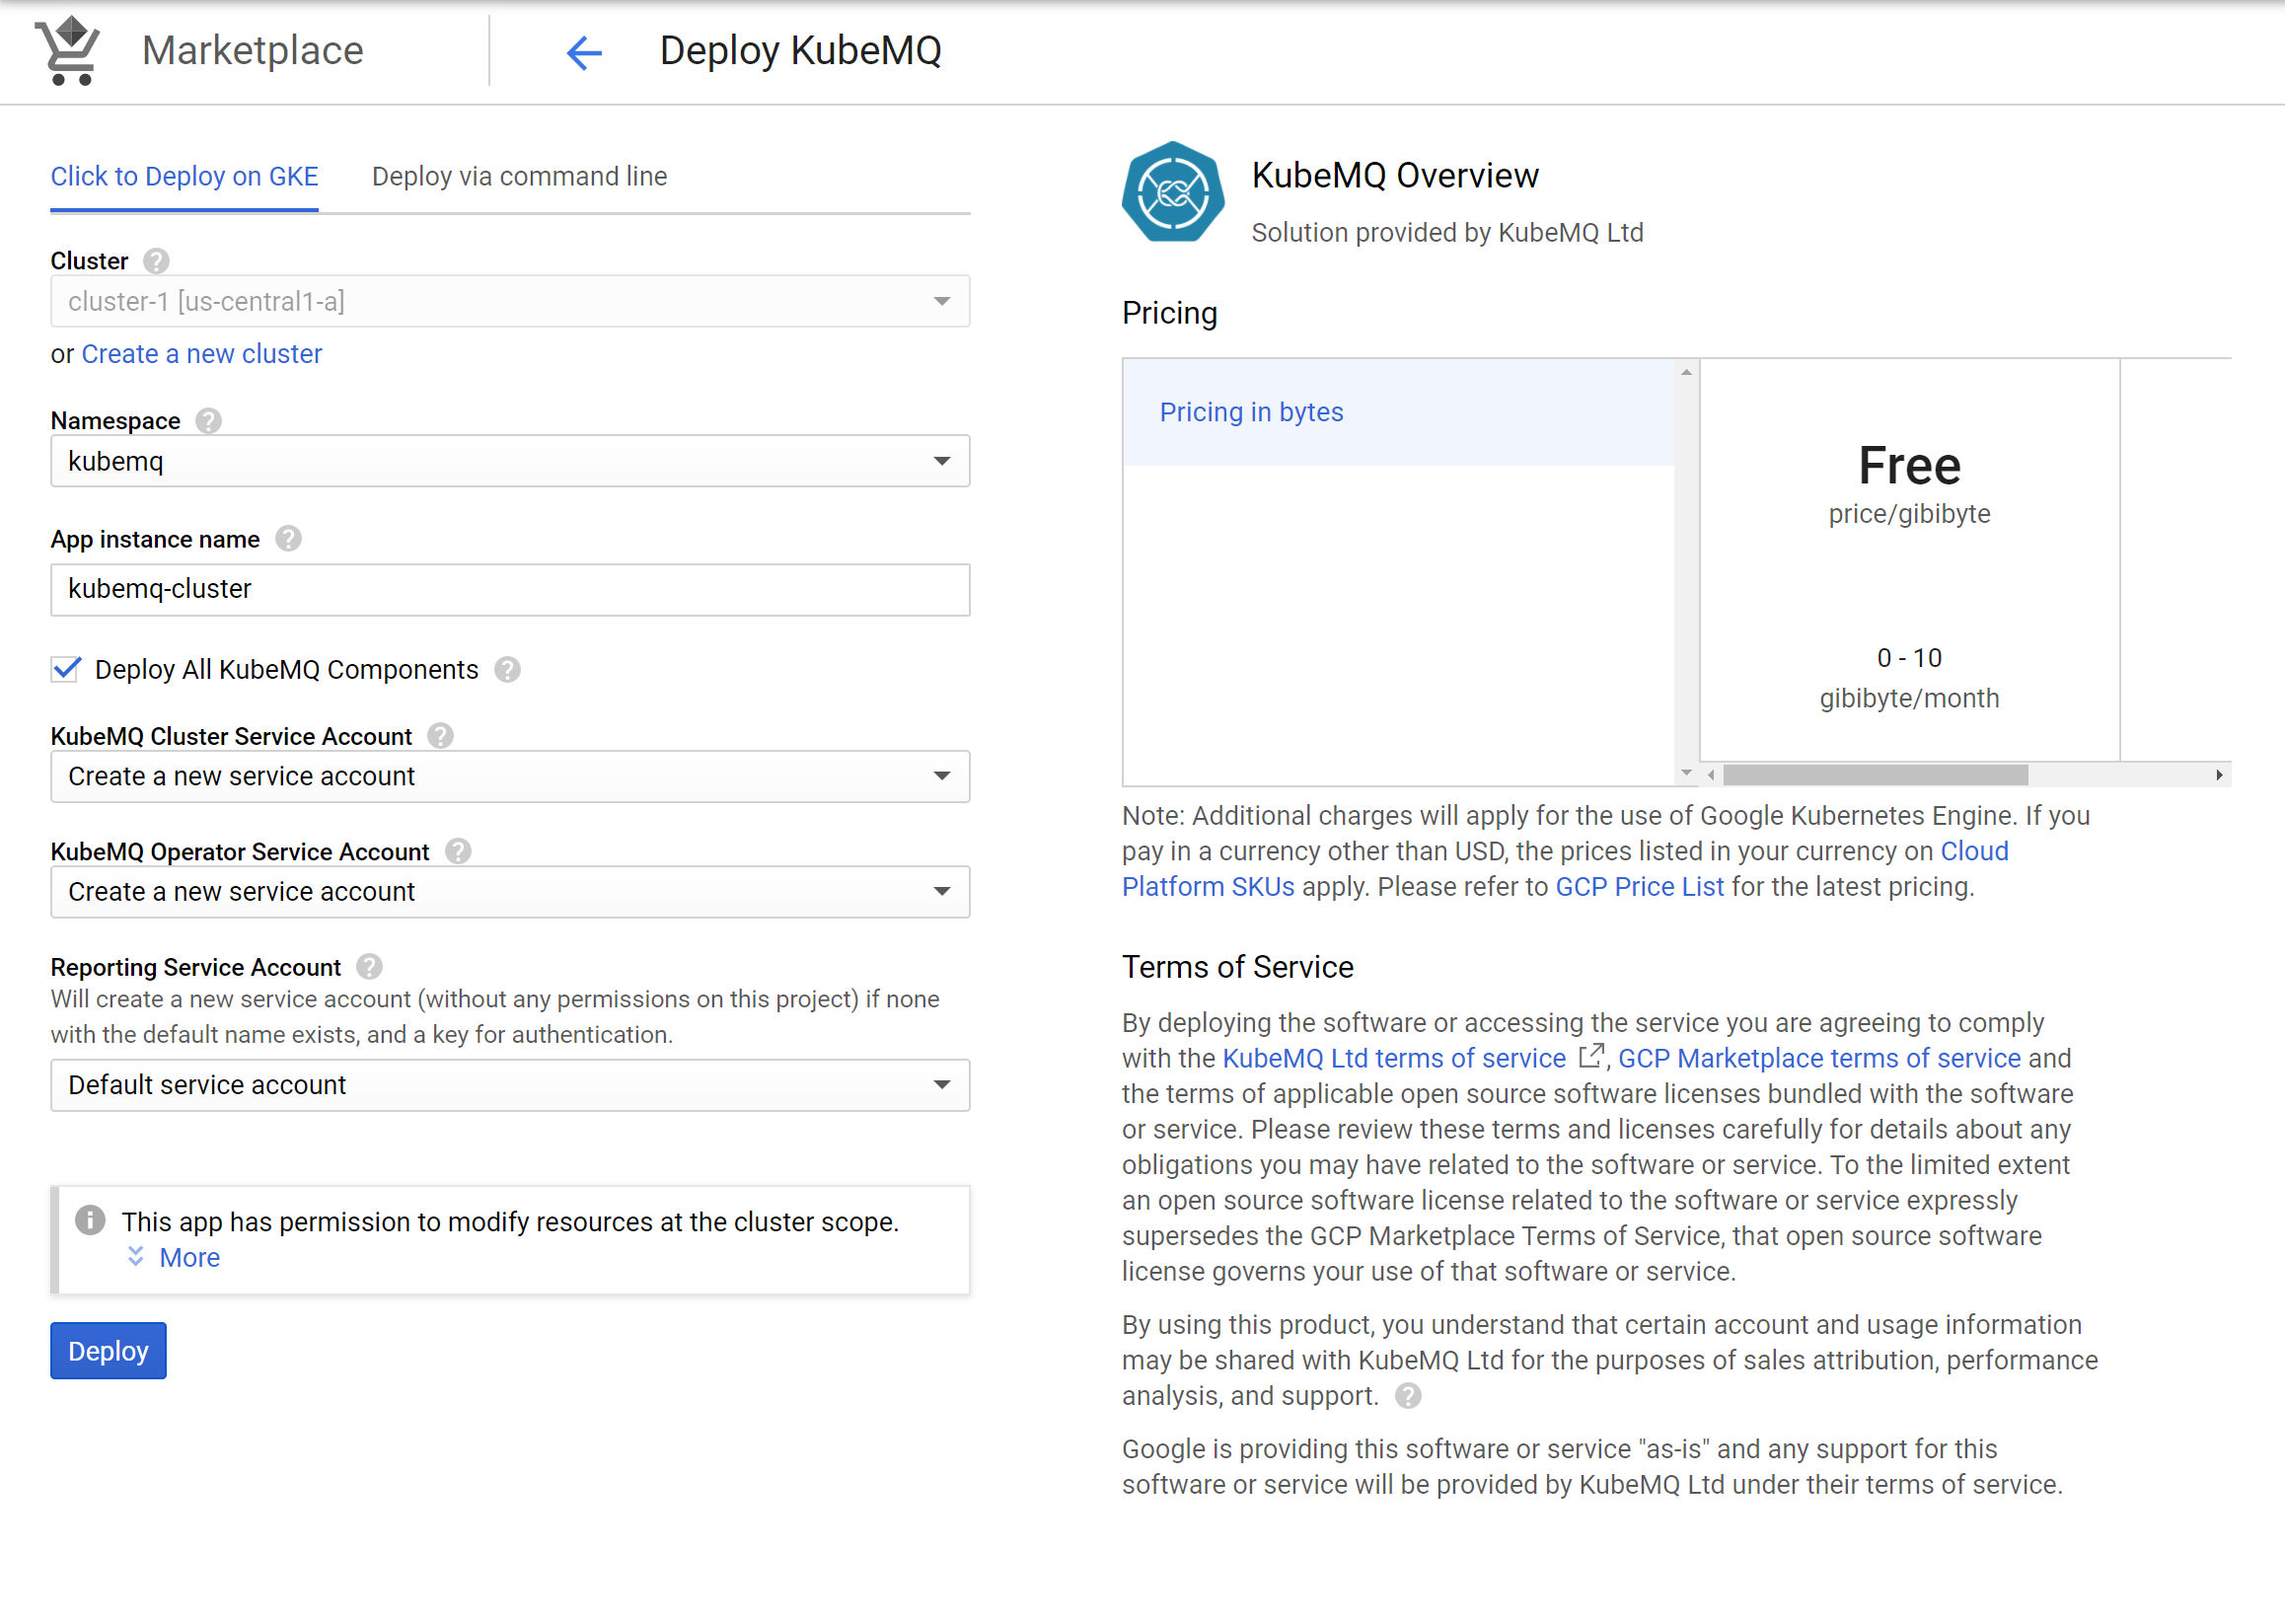 Marketplace
Deploy KubeMQ
Click to Deploy on GKE
Deploy via command line
Cluster ?
cluster-1 [us-central1-a]
or Create a new cluster
Namespace ?
kubemq
App instance name ?
kubemq-cluster
Deploy All KubeMQ Components ?
KubeMQ Cluster Service Account ?
Create a new service account
KubeMQ Operator Service Account ?
Create a new service account
Reporting Service Account ?
Will create a new service account (without any permissions on this project) if none
with the default name exists, and a key for authentication.
Default service account
This app has permission to modify resources at the cluster scope.
More
Deploy
KubeMQ Overview
Solution provided by KubeMQ Ltd
Pricing
Pricing in bytes
Free
price/gibibyte
0 - 10
gibibyte/month
Note: Additional charges will apply for the use of Google Kubernetes Engine. If you
pay in a currency other than USD, the prices listed in your currency on Cloud
Platform SKUs apply. Please refer to GCP Price List for the latest pricing.
Terms of Service
By deploying the software or accessing the service you are agreeing to comply
with the KubeMQ Ltd terms of service , GCP Marketplace terms of service and
the terms of applicable open source software licenses bundled with the software
or service. Please review these terms and licenses carefully for details about any
obligations you may have related to the software or service. To the limited extent
an open source software license related to the software or service expressly
supersedes the GCP Marketplace Terms of Service, that open source software
license governs your use of that software or service.
By using this product, you understand that certain account and usage information
may be shared with KubeMQ Ltd for the purposes of sales attribution, performance
analysis, and support. ?
Google is providing this software or service "as-is" and any support for this
software or service will be provided by KubeMQ Ltd under their terms of service.